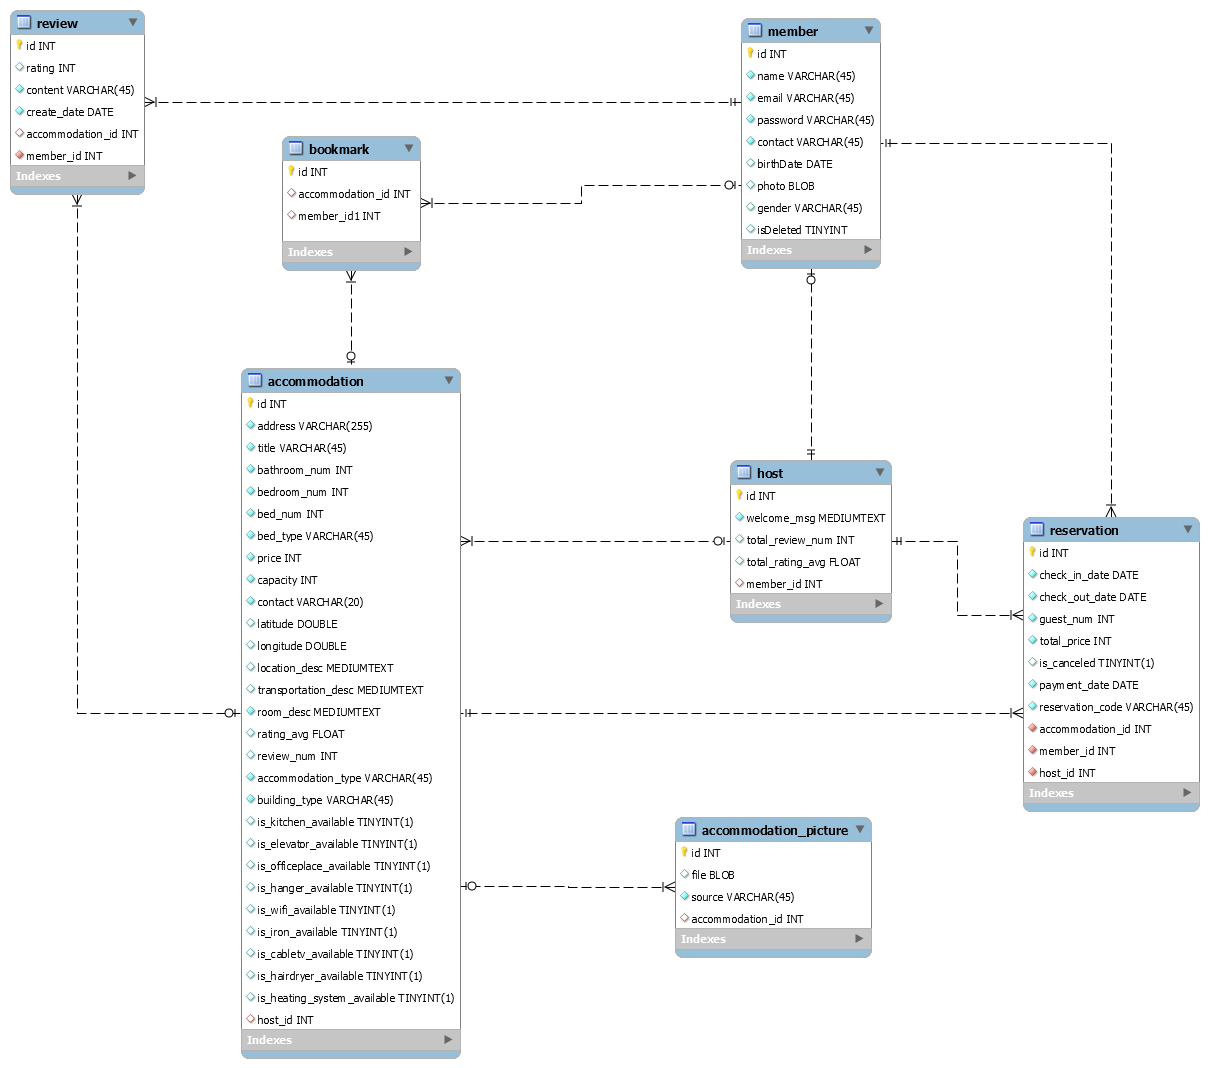 review
id INT
rating INT
content VARCHAR(45)
create_date DATE
accommodation_id INT
member_id INT
Indexes
member
id INT
name VARCHAR(45)
email VARCHAR(45)
password VARCHAR(45)
contact VARCHAR(45)
birthDate DATE
photo BLOB
gender VARCHAR(45)
isDeleted TINYINT
Indexes
bookmark
id INT
accommodation_id INT
member_id1 INT
Indexes
accommodation
id INT
address VARCHAR(255)
title VARCHAR(45)
bathroom_num INT
bedroom_num INT
bed_num INT
bed_type VARCHAR(45)
price INT
capacity INT
contact VARCHAR(20)
latitude DOUBLE
longitude DOUBLE
location_desc MEDIUMTEXT
transportation_desc MEDIUMTEXT
room_desc MEDIUMTEXT
rating_avg FLOAT
review_num INT
accommodation_type VARCHAR(45)
building_type VARCHAR(45)
is_kitchen_available TINYINT(1)
is_elevator_available TINYINT(1)
is_officeplace_available TINYINT(1)
is_hanger_available TINYINT(1)
is_wifi_available TINYINT(1)
is_iron_available TINYINT(1)
is_cabletv_available TINYINT(1)
is_hairdryer_available TINYINT(1)
is_heating_system_available TINYINT(1)
host_id INT
Indexes
host
id INT
welcome_msg MEDIUMTEXT
total_review_num INT
total_rating_avg FLOAT
member_id INT
Indexes
reservation
id INT
check_in_date DATE
check_out_date DATE
guest_num INT
total_price INT
is_canceled TINYINT(1)
payment_date DATE
reservation_code VARCHAR(45)
accommodation_id INT
member_id INT
host_id INT
Indexes
accommodation_picture
id INT
file BLOB
source VARCHAR(45)
accommodation_id INT
Indexes